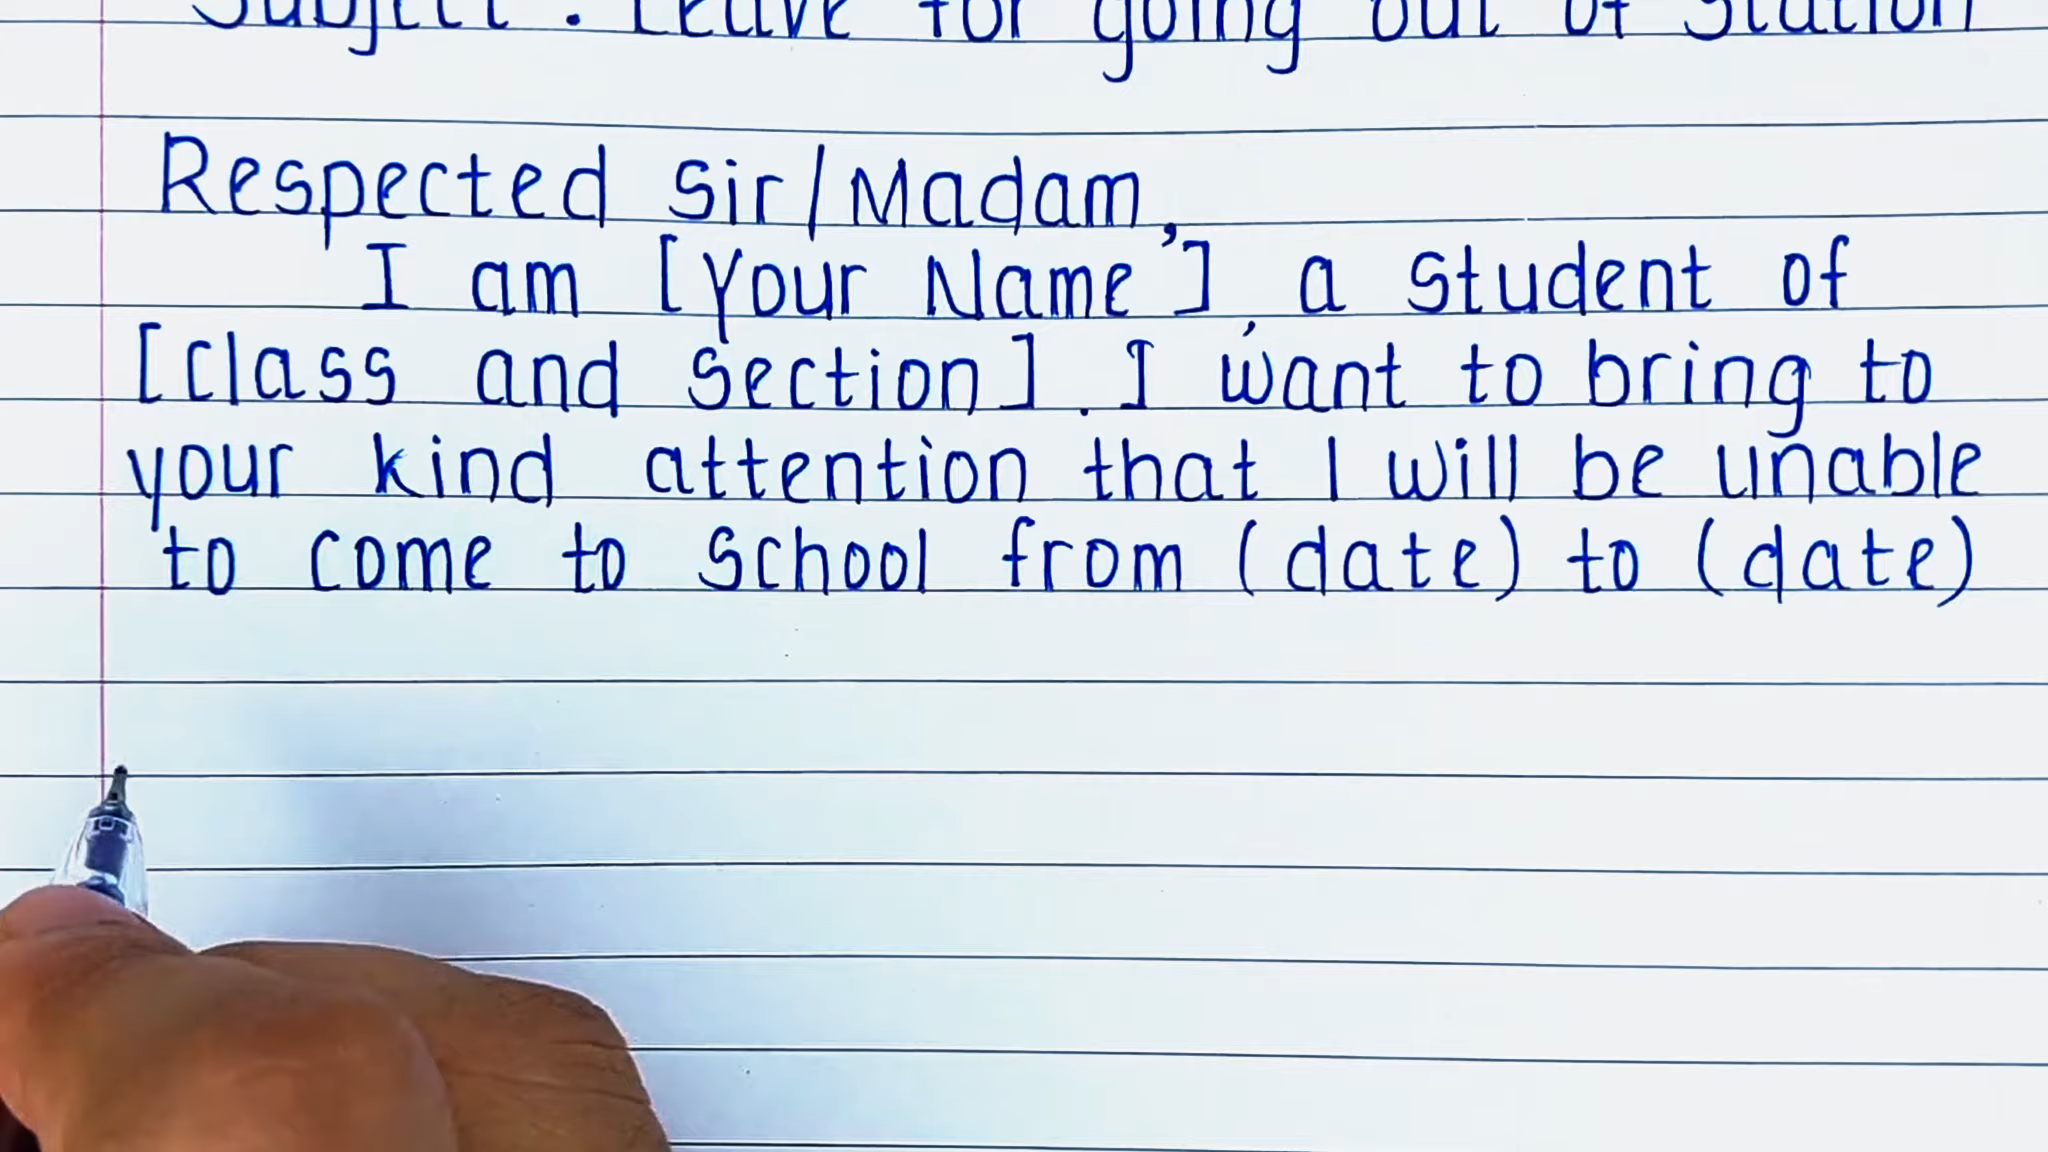 Subject : Leave for going out of station
Respected Sir/Madam,
I am [Your Name], a student of
[Class and Section]. I want to bring to
your kind attention that I will be unable
to come to school from (date) to (date)